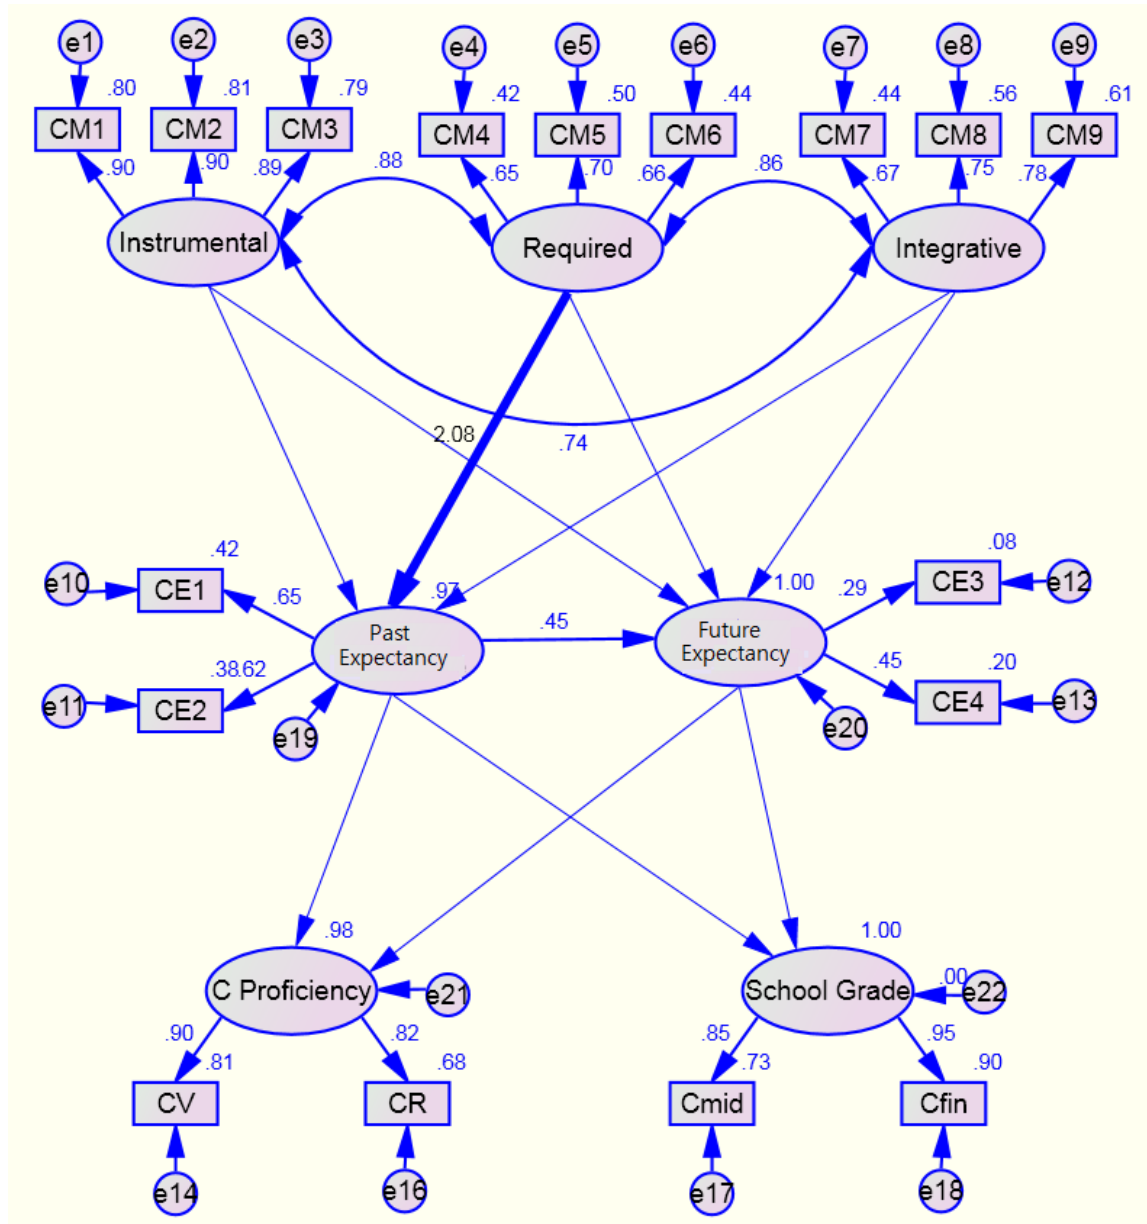 e1 e2 e3 e4 e5 e6 e7 e8 e9
.80 .81 .79 .42 .50 .44 .44 .56 .61
CM1 CM2 CM3 CM4 CM5 CM6 CM7 CM8 CM9
.90 .90 .89 .88 .65 .70 .66 .86 .67 .75 .78
Instrumental Required Integrative
2.08 .74
.42 .08
e10 CE1 .65 .97 1.00 .29 CE3 e12
Past
Expectancy
.45
Future
Expectancy
.38 .62 .45 .20
e11 CE2 e19 e20 CE4 e13
.98 1.00
C Proficiency e21 School Grade .00 e22
.90 .82 .85 .95
.81 .68 .73 .90
CV CR Cmid Cfin
e14 e16 e17 e18